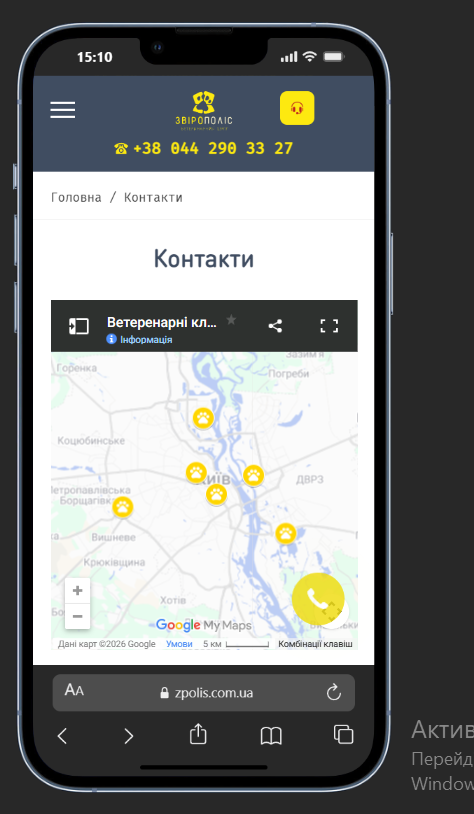 15:10
ЗВІРОПОЛІС
+38 044 290 33 27
Головна / Контакти
Контакти
Ветеренарні кл...
Інформація
Зазим'я
Горенка
Погреби
Коцюбинське
КИЇВ
ДВРЗ
Петропавлівська
Борщагівка
Вишневе
Крюківщина
Хотів
Google My Maps
Дані карт ©2026 Google Умови 5 км Комбінації клавіш
AA zpolis.com.ua
Актив
Перейд
Window